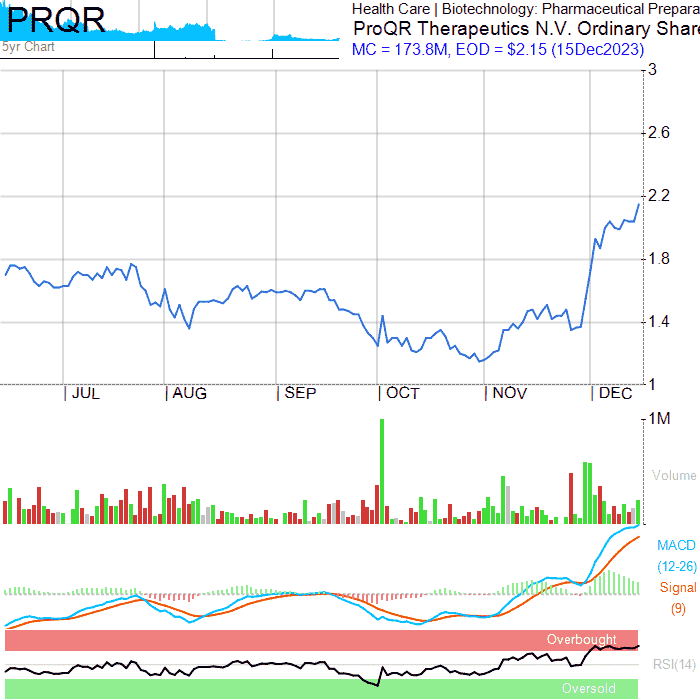 PRQR
5yr Chart
Health Care | Biotechnology: Pharmaceutical Prepara
ProQR Therapeutics N.V. Ordinary Share
MC = 173.8M, EOD = $2.15 (15Dec2023)
3
2.6
2.2
1.8
1.4
1
JUL AUG SEP OCT NOV DEC
1M
Volume
MACD
(12-26)
Signal
(9)
Overbought
RSI(14)
Oversold